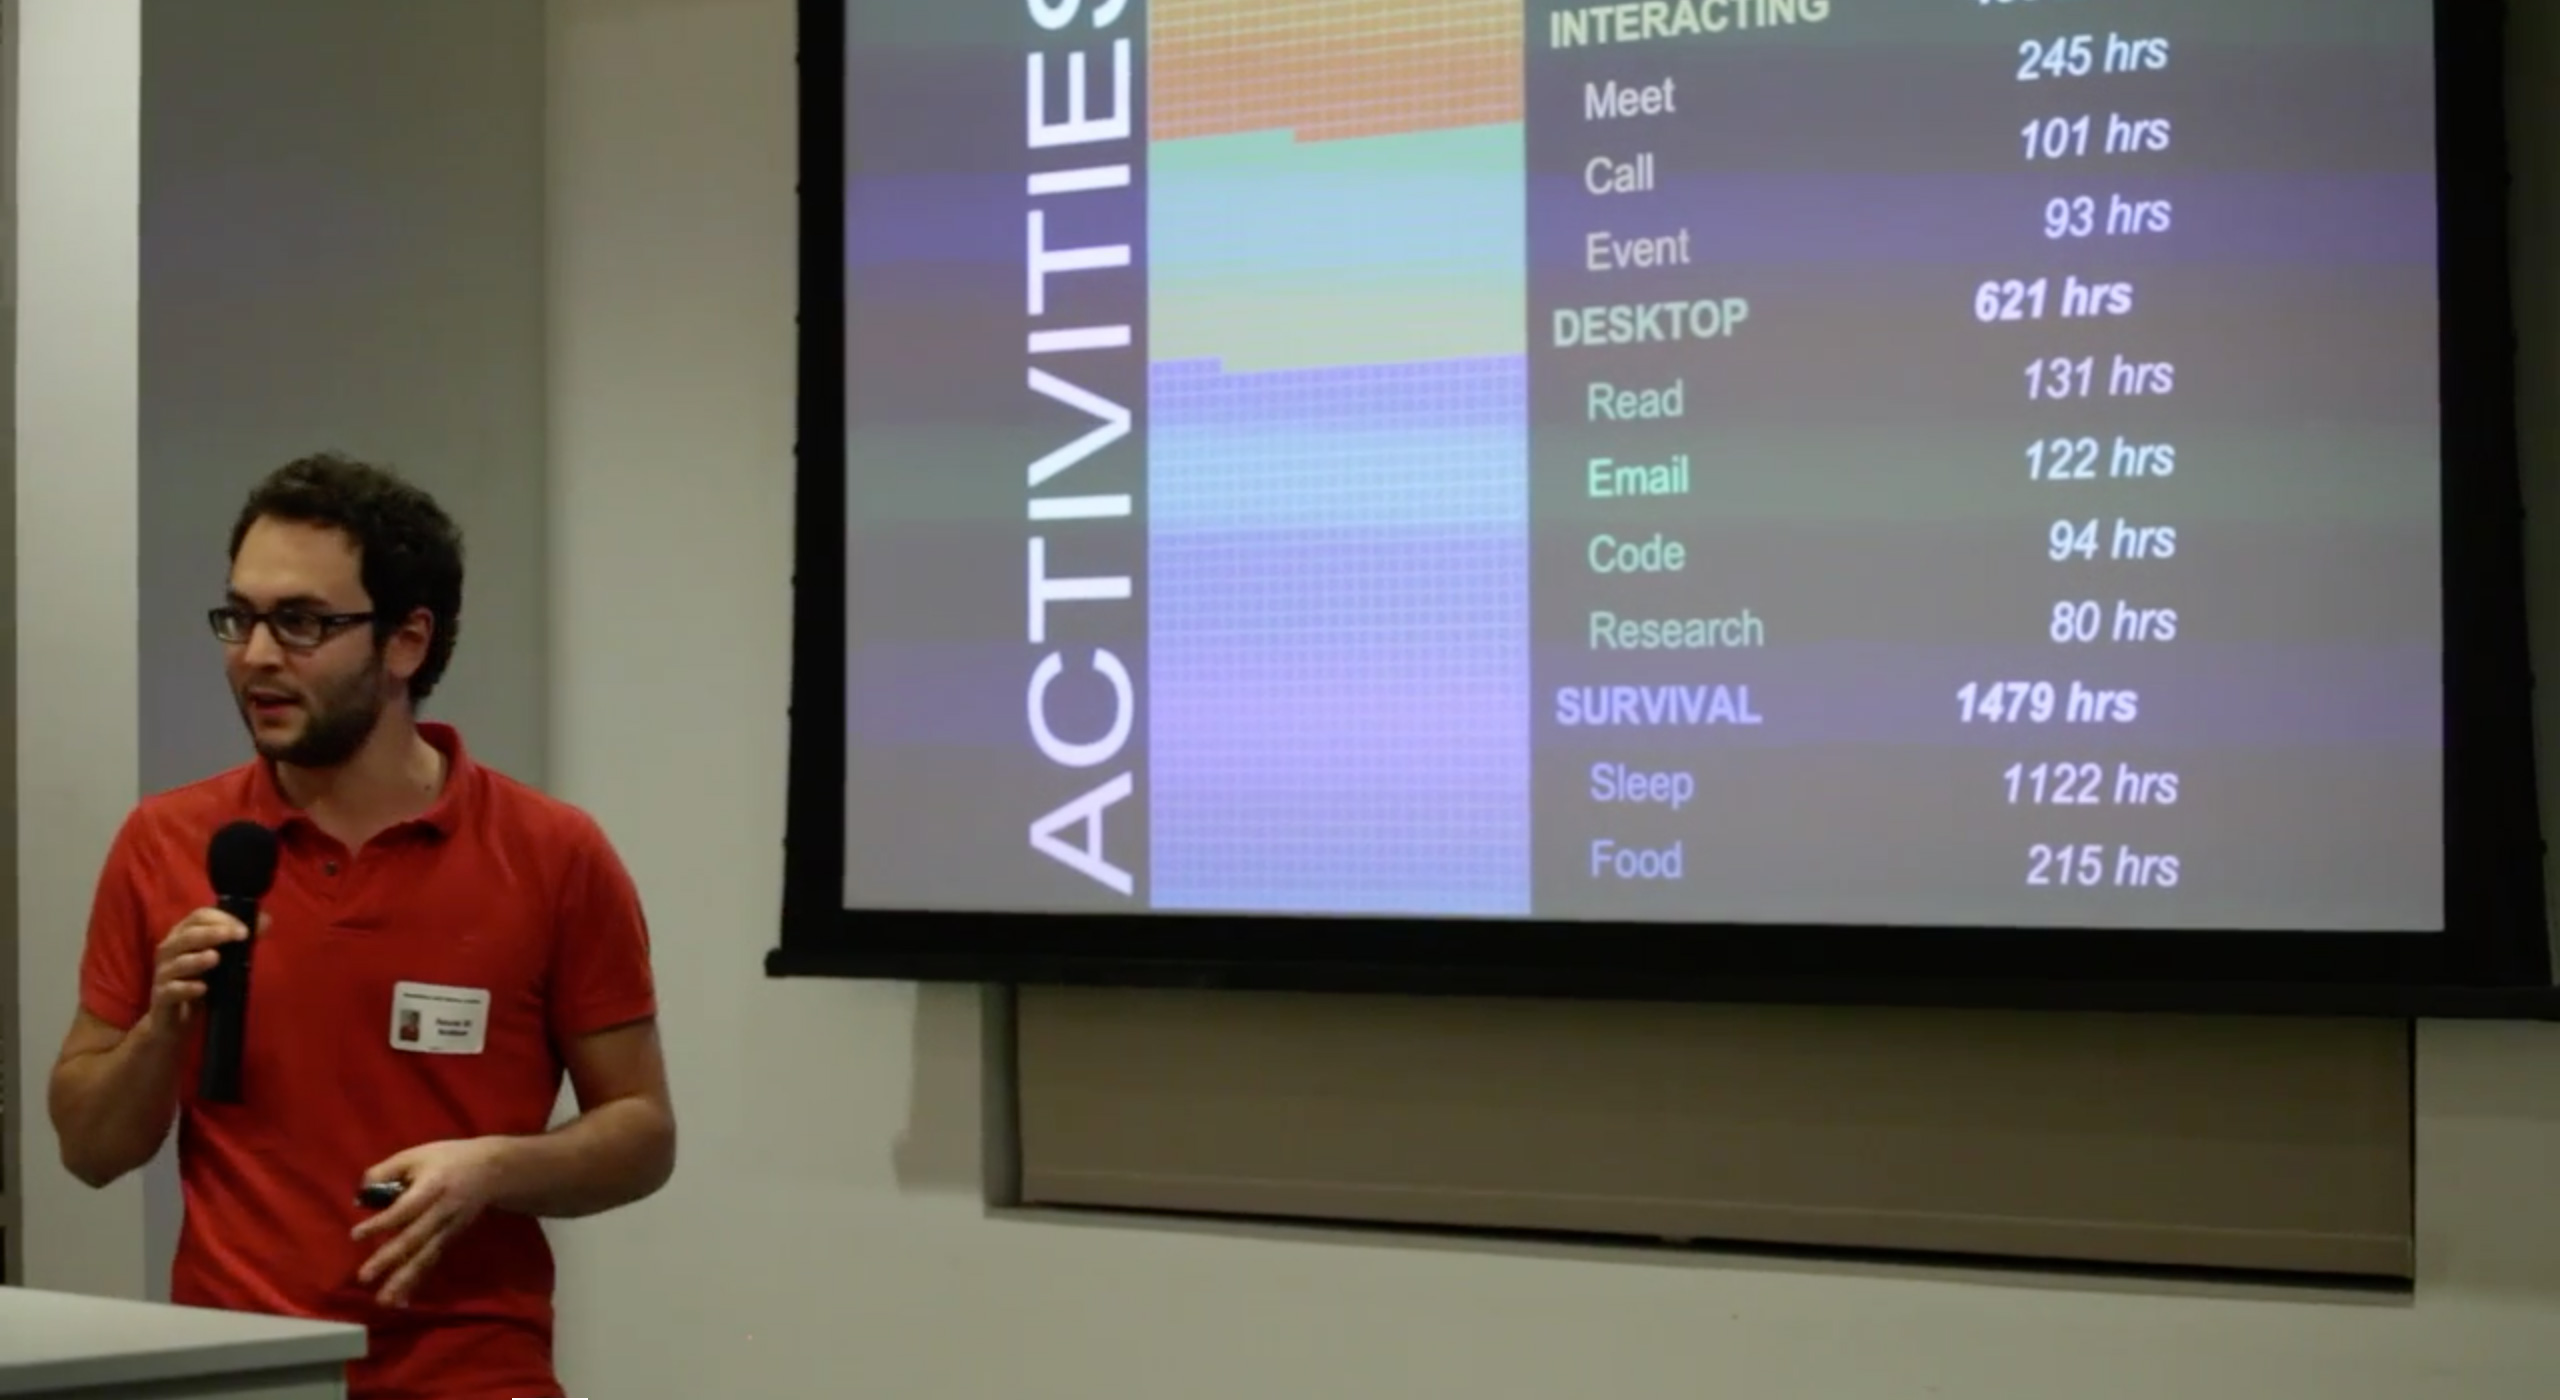 ACTIVITIES
INTERACTING
Meet 245 hrs
Call 101 hrs
Event 93 hrs
DESKTOP 621 hrs
Read 131 hrs
Email 122 hrs
Code 94 hrs
Research 80 hrs
SURVIVAL 1479 hrs
Sleep 1122 hrs
Food 215 hrs